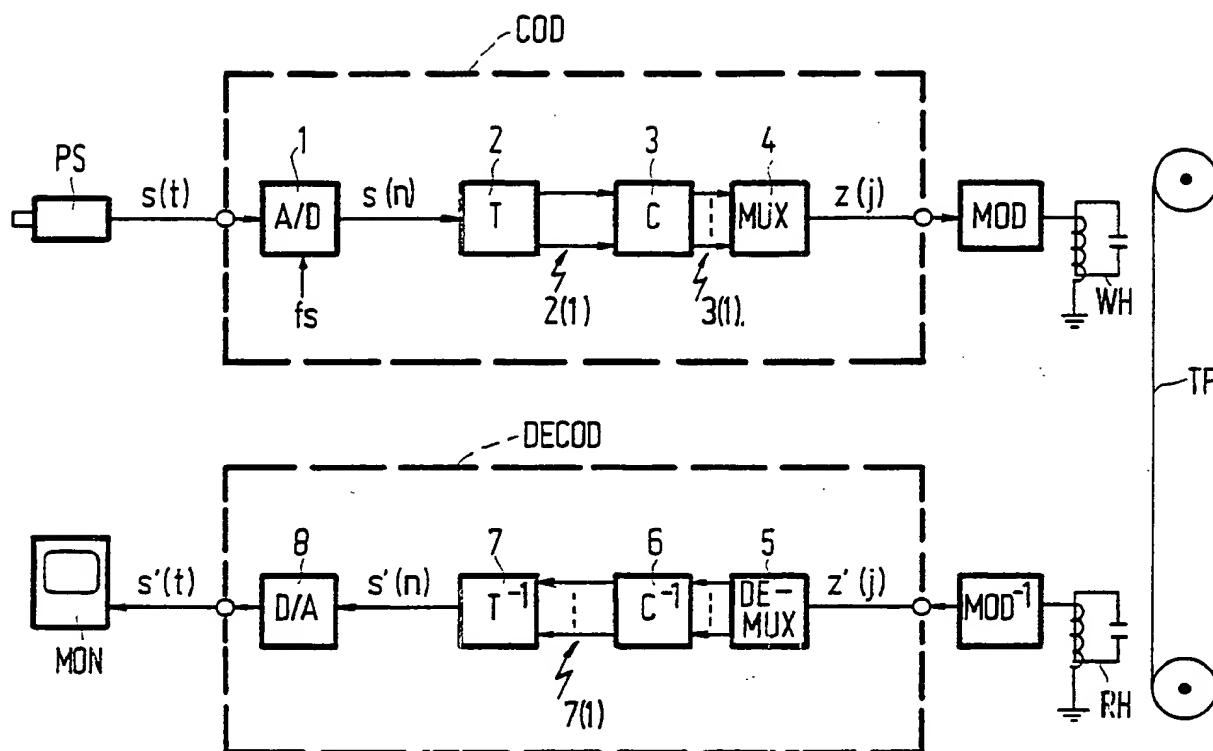 COD
PS
1
2
3
4
s(t)
A/D
s(n)
T
C
MUX
z(j)
MOD
fs
2(1)
3(1).
WH
TP
DECOD
8
7
6
5
s'(t)
D/A
s'(n)
T⁻¹
C⁻¹
DE-
MUX
z'(j)
MOD⁻¹
MON
7(1)
RH